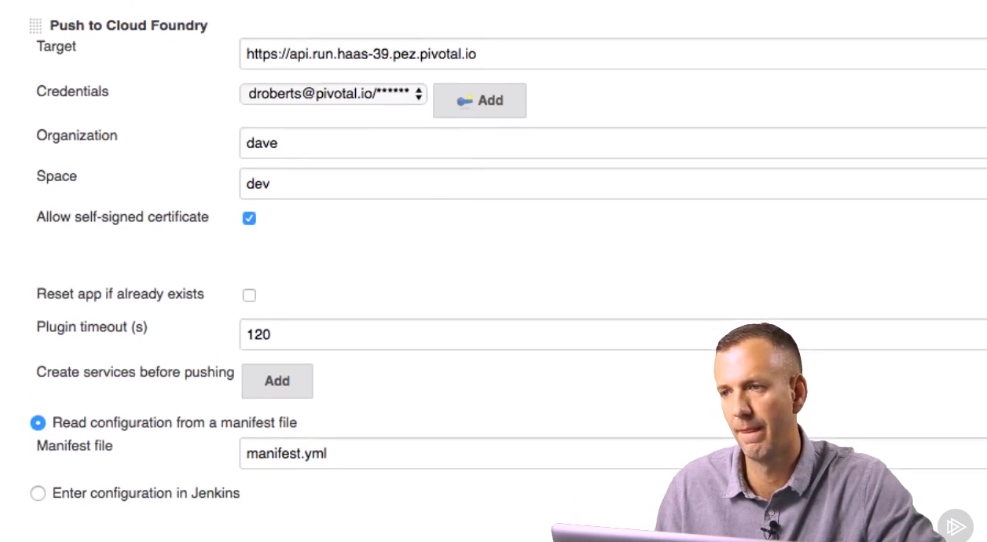 Push to Cloud Foundry
Target https://api.run.haas-39.pez.pivotal.io
Credentials droberts@pivotal.io/****** Add
Organization dave
Space dev
Allow self-signed certificate
Reset app if already exists
Plugin timeout (s) 120
Create services before pushing Add
Read configuration from a manifest file
Manifest file manifest.yml
Enter configuration in Jenkins